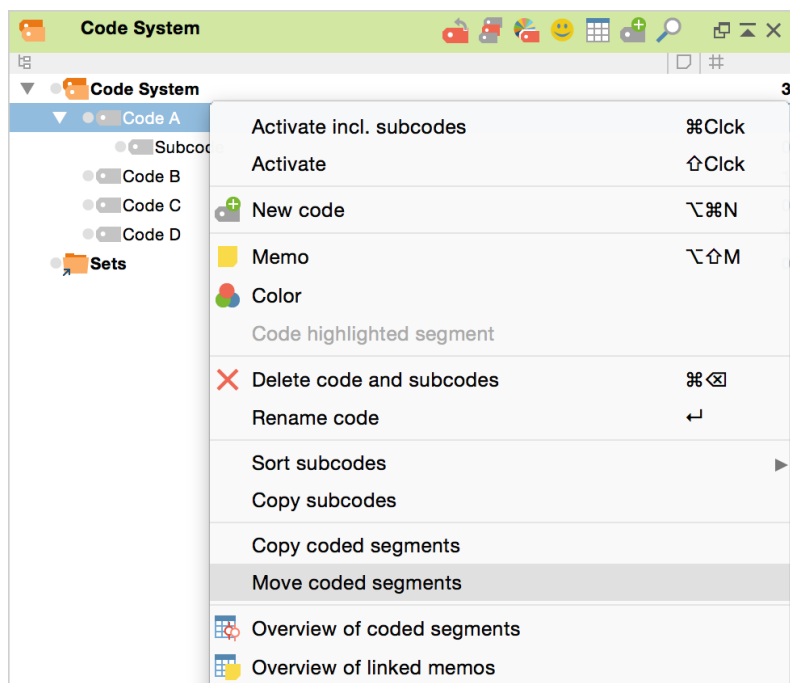 Code System
Code System
3
Code A
Subcod
Code B
Code C
Code D
Sets
Activate incl. subcodes ⌘Clck
Activate ⇧Clck
New code ⌥⌘N
Memo ⌥⇧M
Color
Code highlighted segment
Delete code and subcodes ⌘⌫
Rename code ↵
Sort subcodes ▶
Copy subcodes
Copy coded segments
Move coded segments
Overview of coded segments
Overview of linked memos